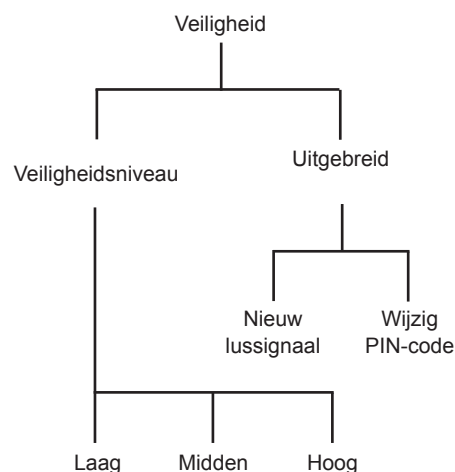 Veiligheid
Veiligheidsniveau
Uitgebreid
Nieuw
lussignaal
Wijzig
PIN-code
Laag
Midden
Hoog